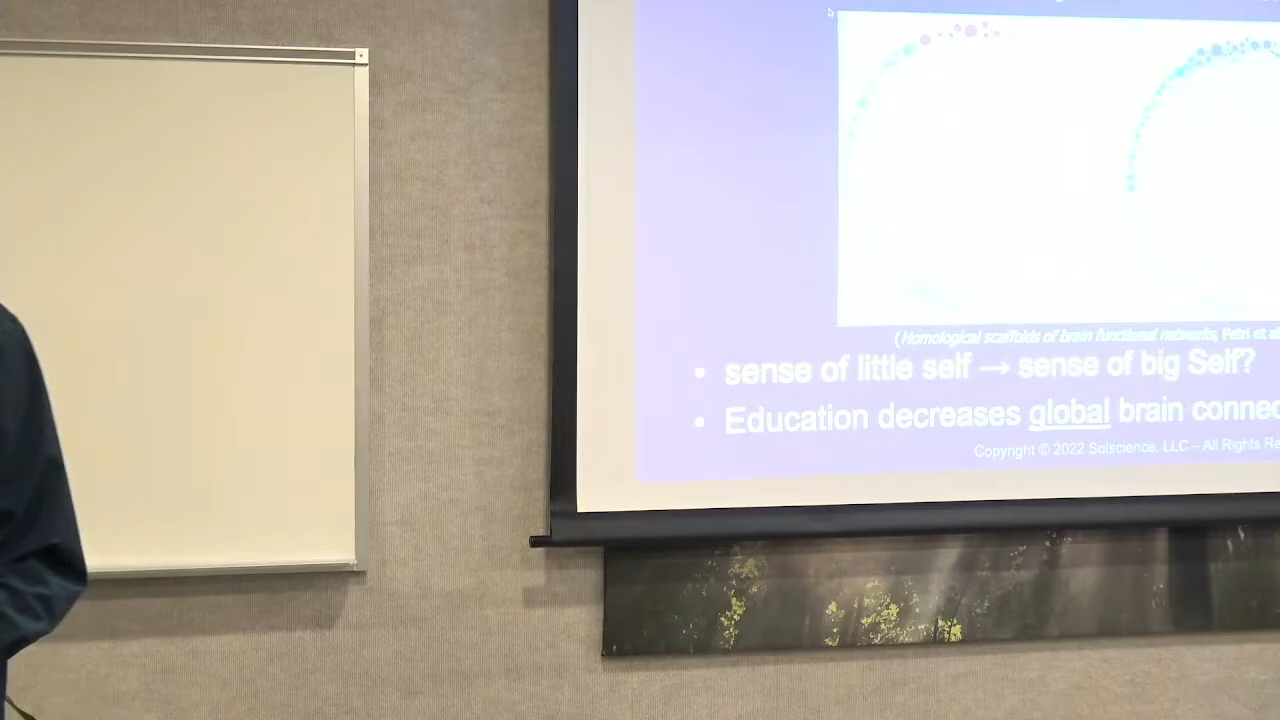 (Homological scaffolds of brain functional networks, Petri et al
• sense of little self → sense of big Self?
• Education decreases global brain connec
Copyright © 2022 Solscience, LLC – All Rights Re